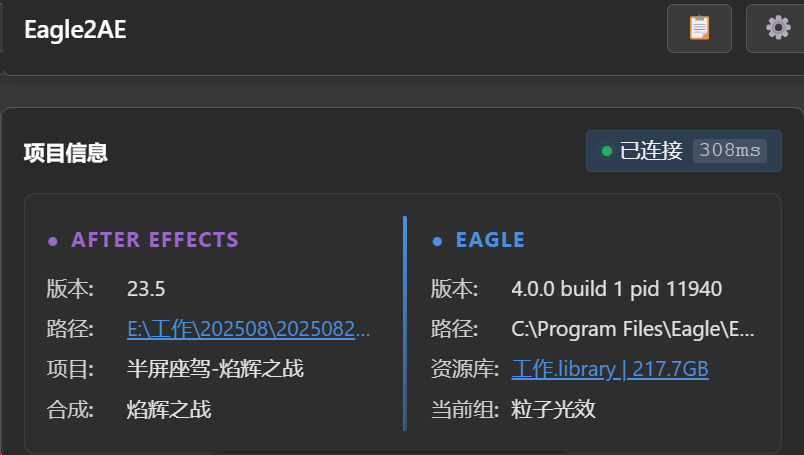 Eagle2AE
项目信息
已连接 308ms
AFTER EFFECTS
版本: 23.5
路径: E:\工作\202508\2025082...
项目: 半屏座驾-焰辉之战
合成: 焰辉之战
EAGLE
版本: 4.0.0 build 1 pid 11940
路径: C:\Program Files\Eagle\E...
资源库: 工作.library | 217.7GB
当前组: 粒子光效